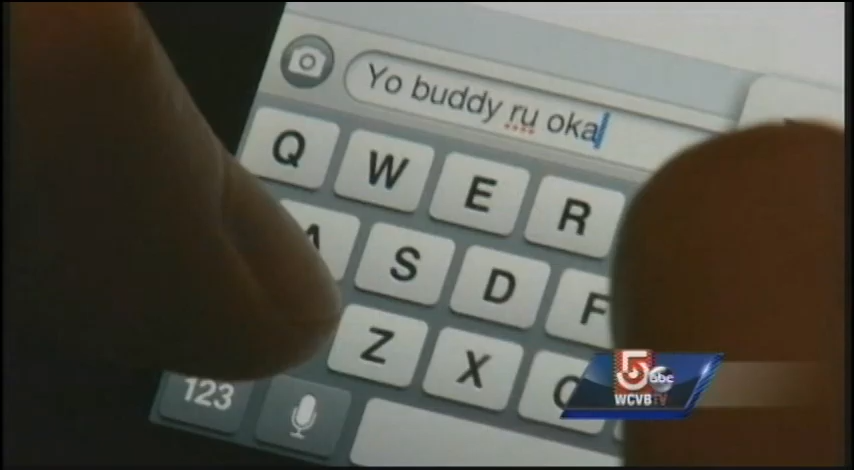 Yo buddy ru oka
Q W E R
A S D F
Z X C
123
5 abc
WCVB TV